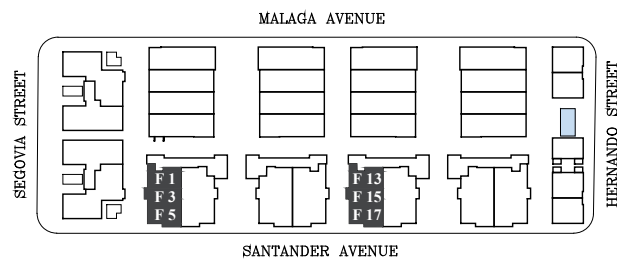 MALAGA AVENUE
SEGOVIA STREET
HERNANDO STREET
F 1
F 3
F 5
F 13
F 15
F 17
SANTANDER AVENUE